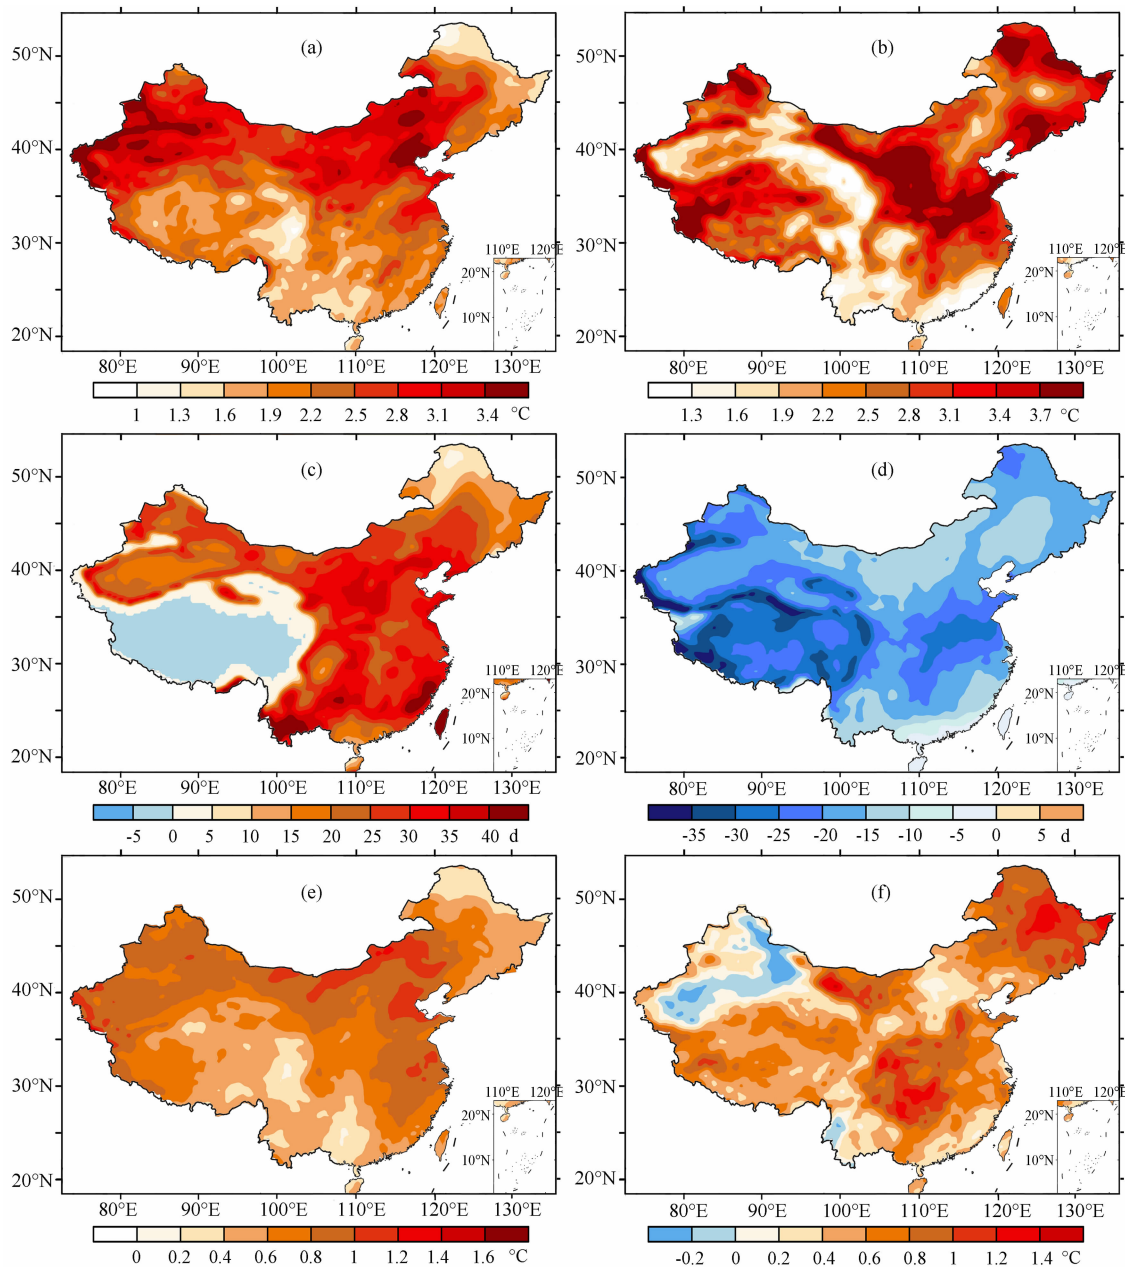 (a)
50°N
40°N
30°N
20°N
110°E 120°E
20°N
10°N
80°E 90°E 100°E 110°E 120°E 130°E
1 1.3 1.6 1.9 2.2 2.5 2.8 3.1 3.4 °C
(b)
50°N
40°N
30°N
20°N
110°E 120°E
20°N
10°N
80°E 90°E 100°E 110°E 120°E 130°E
1.3 1.6 1.9 2.2 2.5 2.8 3.1 3.4 3.7 °C
(c)
50°N
40°N
30°N
20°N
110°E 120°E
20°N
10°N
80°E 90°E 100°E 110°E 120°E 130°E
-5 0 5 10 15 20 25 30 35 40 d
(d)
50°N
40°N
30°N
20°N
110°E 120°E
20°N
10°N
80°E 90°E 100°E 110°E 120°E 130°E
-35 -30 -25 -20 -15 -10 -5 0 5 d
(e)
50°N
40°N
30°N
20°N
110°E 120°E
20°N
10°N
80°E 90°E 100°E 110°E 120°E 130°E
0 0.2 0.4 0.6 0.8 1 1.2 1.4 1.6 °C
(f)
50°N
40°N
30°N
20°N
110°E 120°E
20°N
10°N
80°E 90°E 100°E 110°E 120°E 130°E
-0.2 0 0.2 0.4 0.6 0.8 1 1.2 1.4 °C